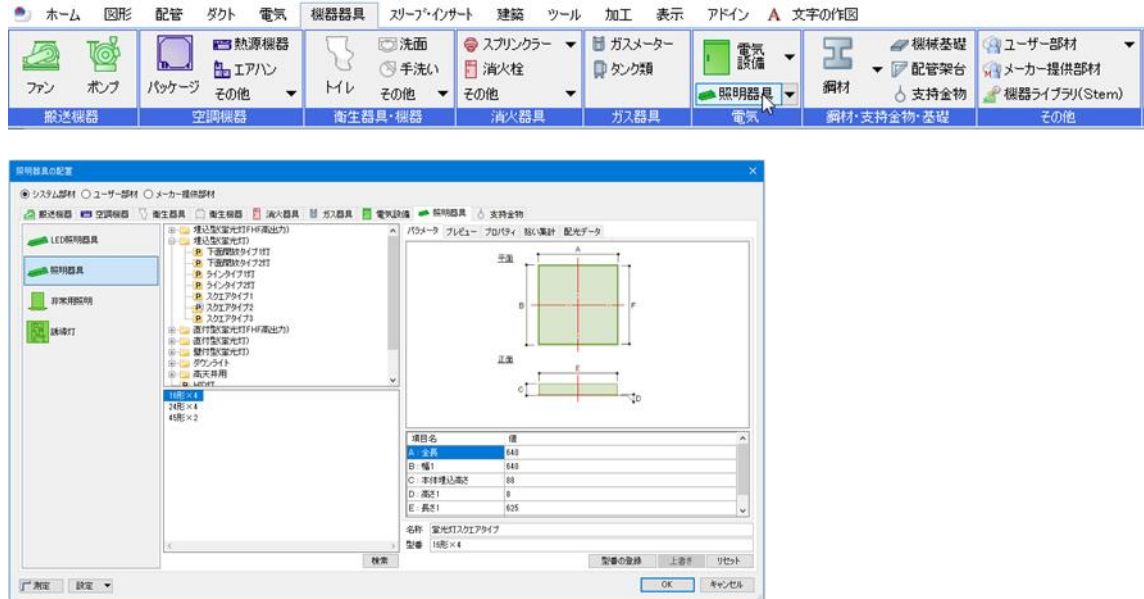 ホーム 図形 配管 ダクト 電気 機器器具 スリーブ・インサート 建築 ツール 加工 表示 アドイン A 文字の作図
熱源機器 洗面 スプリンクラー ガスメーター 電気設備 機械基礎 ユーザー部材
エアハン 手洗い 消火栓 タンク類 配管架台 メーカー提供部材
ファン ポンプ パッケージ その他 トイレ その他 その他 照明器具 鋼材 支持金物 機器ライブラリ(Stem)
搬送機器 空調機器 衛生器具・機器 消火器具 ガス器具 電気 鋼材・支持金物・基礎 その他
照明器具の配置
システム部材 ユーザー部材 メーカー提供部材
搬送機器 空調機器 衛生器具 衛生機器 消火器具 ガス器具 電気設備 照明器具 支持金物
LED照明器具
照明器具
非常用照明
誘導灯
埋込型(蛍光灯FHF高出力)
埋込型(蛍光灯)
下面開放タイプ1灯
下面開放タイプ2灯
ラインタイプ1灯
ラインタイプ2灯
スクエアタイプ1
スクエアタイプ2
スクエアタイプ3
直付型(蛍光灯FHF高出力)
直付型(蛍光灯)
壁付型(蛍光灯)
ダウンライト
高天井用
16形×4
24形×4
45形×2
検索
パラメータ プレビュー プロパティ 拾い集計 配光データ
平面
A
B
F
正面
E
C
D
項目名 値
A : 全長 648
B : 幅1 648
C : 本体埋込高さ 88
D : 高さ1 8
E : 長さ1 625
名称 蛍光灯スクエアタイプ
型番 16形×4
型番の登録 上書き リセット
測定 設定 OK キャンセル